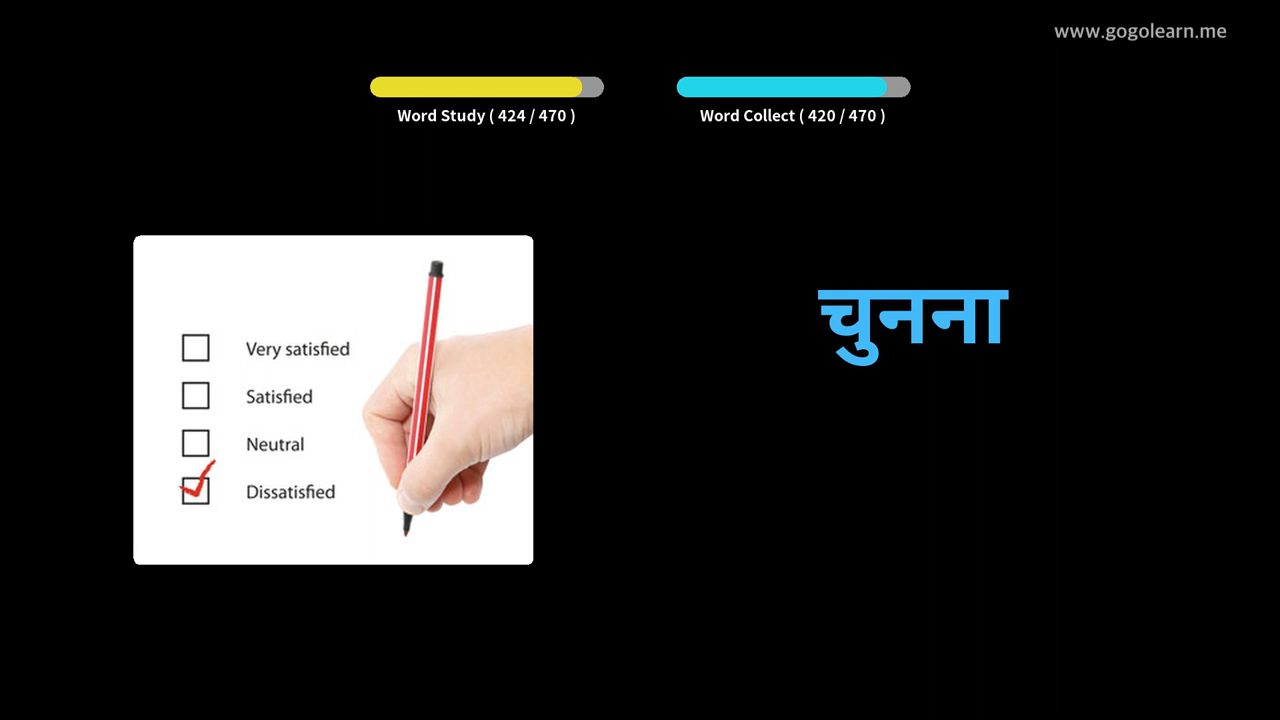 www.gogolearn.me
Word Study ( 424 / 470 )
Word Collect ( 420 / 470 )
Very satisfied
Satisfied
Neutral
Dissatisfied
चुनना